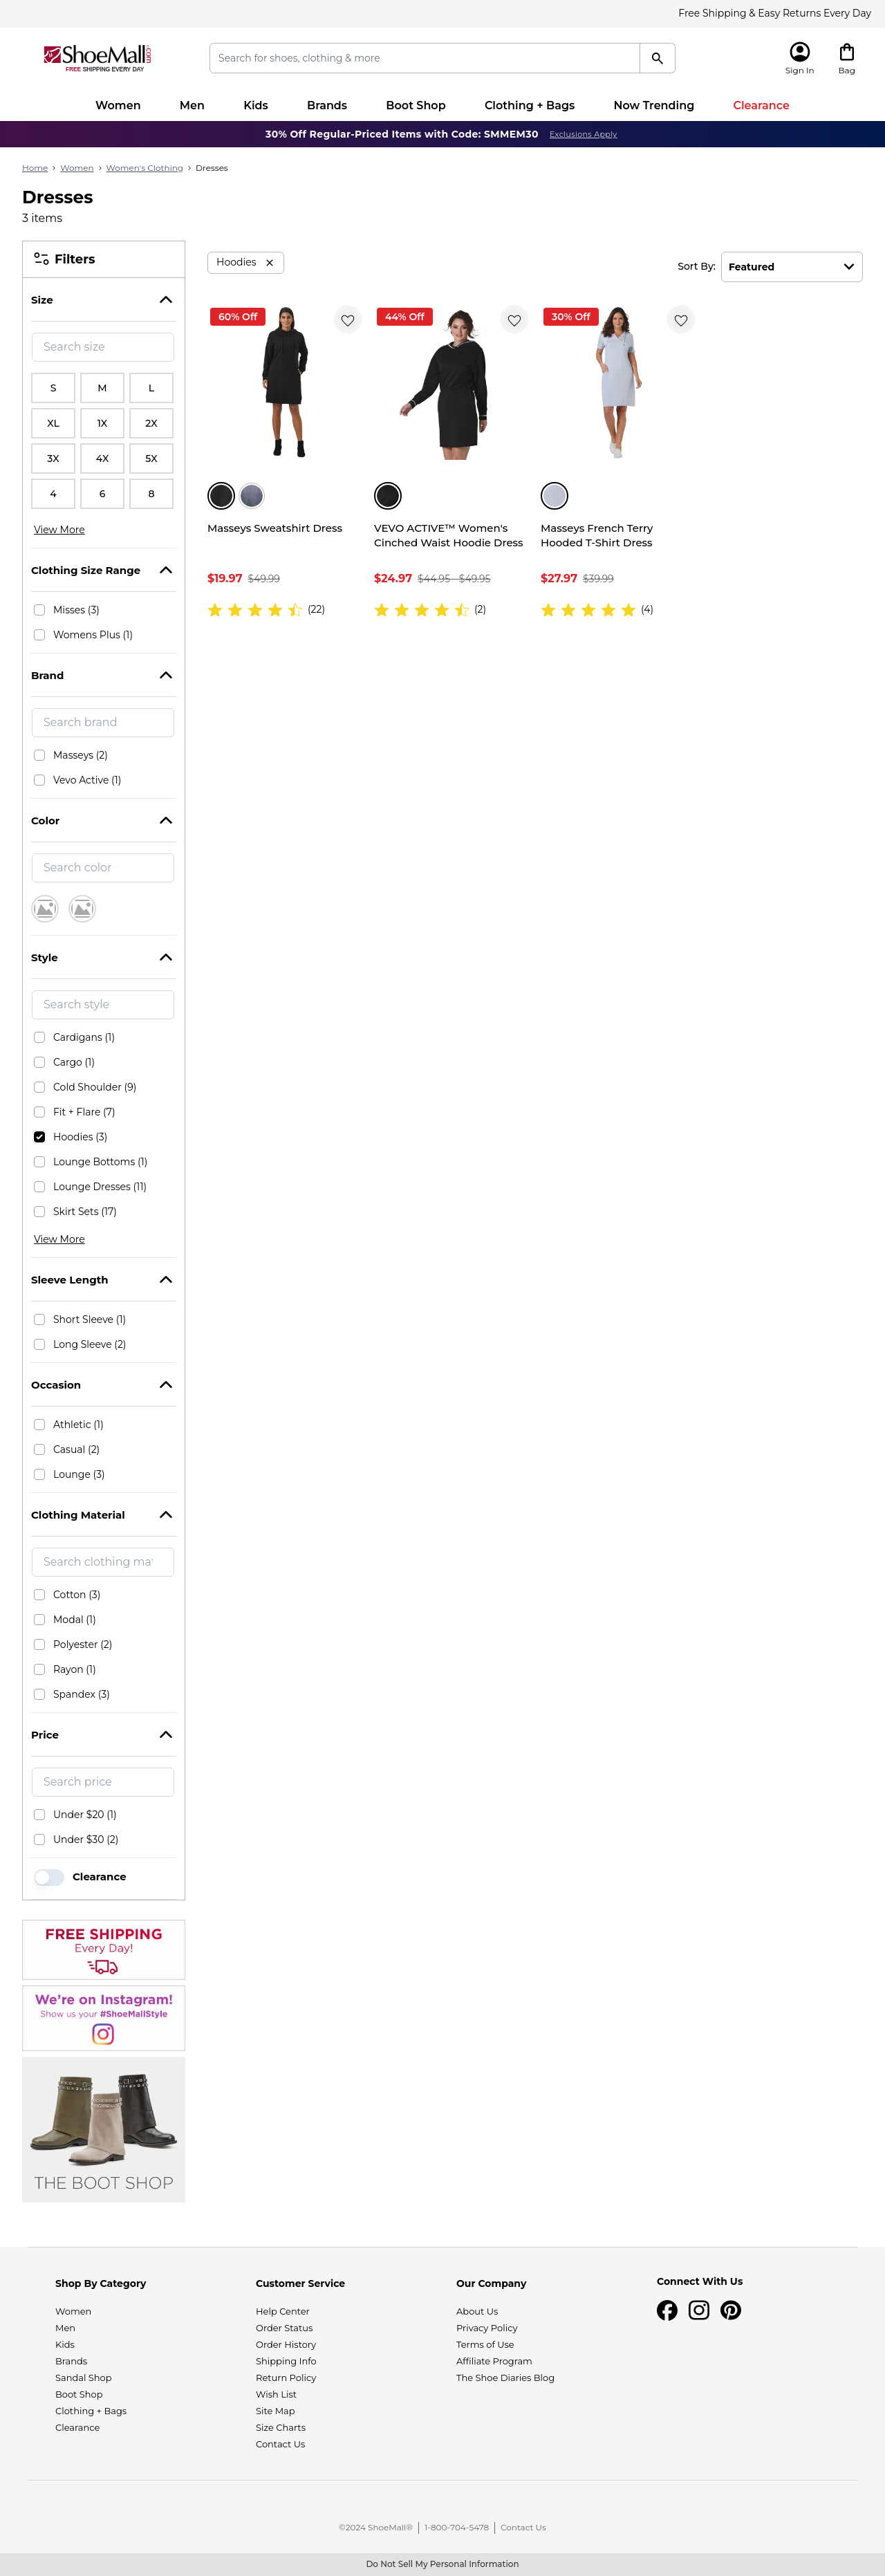 Free Shipping & Easy Returns Every Day
ShoeMall.com
FREE SHIPPING EVERY DAY
Search for shoes, clothing & more
Sign In
Bag
Women
Men
Kids
Brands
Boot Shop
Clothing + Bags
Now Trending
Clearance
30% Off Regular-Priced Items with Code: SMMEM30 Exclusions Apply
Home › Women › Women's Clothing › Dresses
Dresses
3 items
Filters
Size
Search size
S M L
XL 1X 2X
3X 4X 5X
4 6 8
View More
Clothing Size Range
Misses (3)
Womens Plus (1)
Brand
Search brand
Masseys (2)
Vevo Active (1)
Color
Search color
Style
Search style
Cardigans (1)
Cargo (1)
Cold Shoulder (9)
Fit + Flare (7)
Hoodies (3)
Lounge Bottoms (1)
Lounge Dresses (11)
Skirt Sets (17)
View More
Sleeve Length
Short Sleeve (1)
Long Sleeve (2)
Occasion
Athletic (1)
Casual (2)
Lounge (3)
Clothing Material
Search clothing mat
Cotton (3)
Modal (1)
Polyester (2)
Rayon (1)
Spandex (3)
Price
Search price
Under $20 (1)
Under $30 (2)
Clearance
FREE SHIPPING
Every Day!
We're on Instagram!
Show us your #ShoeMallStyle
THE BOOT SHOP
Hoodies
Sort By:
Featured
60% Off
Masseys Sweatshirt Dress
$19.97 $49.99
(22)
44% Off
VEVO ACTIVE™ Women's
Cinched Waist Hoodie Dress
$24.97 $44.95 - $49.95
(2)
30% Off
Masseys French Terry
Hooded T-Shirt Dress
$27.97 $39.99
(4)
Shop By Category
Women
Men
Kids
Brands
Sandal Shop
Boot Shop
Clothing + Bags
Clearance
Customer Service
Help Center
Order Status
Order History
Shipping Info
Return Policy
Wish List
Site Map
Size Charts
Contact Us
Our Company
About Us
Privacy Policy
Terms of Use
Affiliate Program
The Shoe Diaries Blog
Connect With Us
©2024 ShoeMall® | 1-800-704-5478 | Contact Us
Do Not Sell My Personal Information